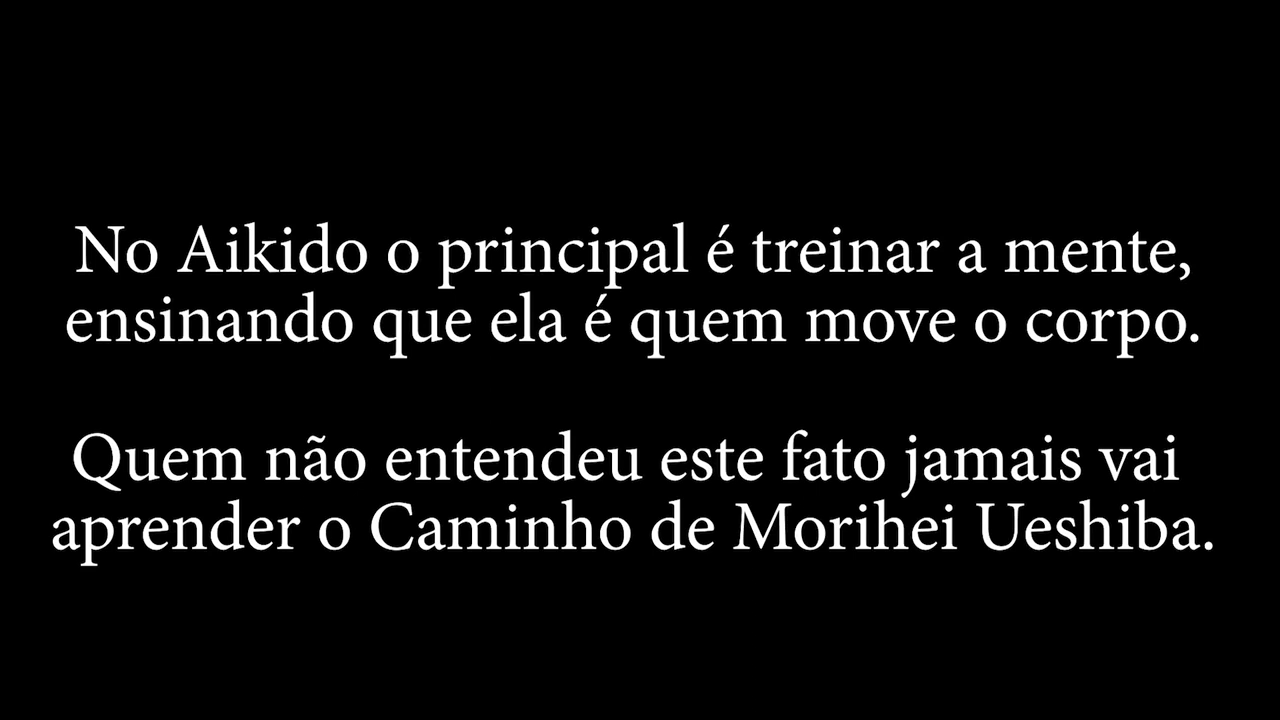 No Aikido o principal é treinar a mente,
ensinando que ela é quem move o corpo.
Quem não entendeu este fato jamais vai
aprender o Caminho de Morihei Ueshiba.